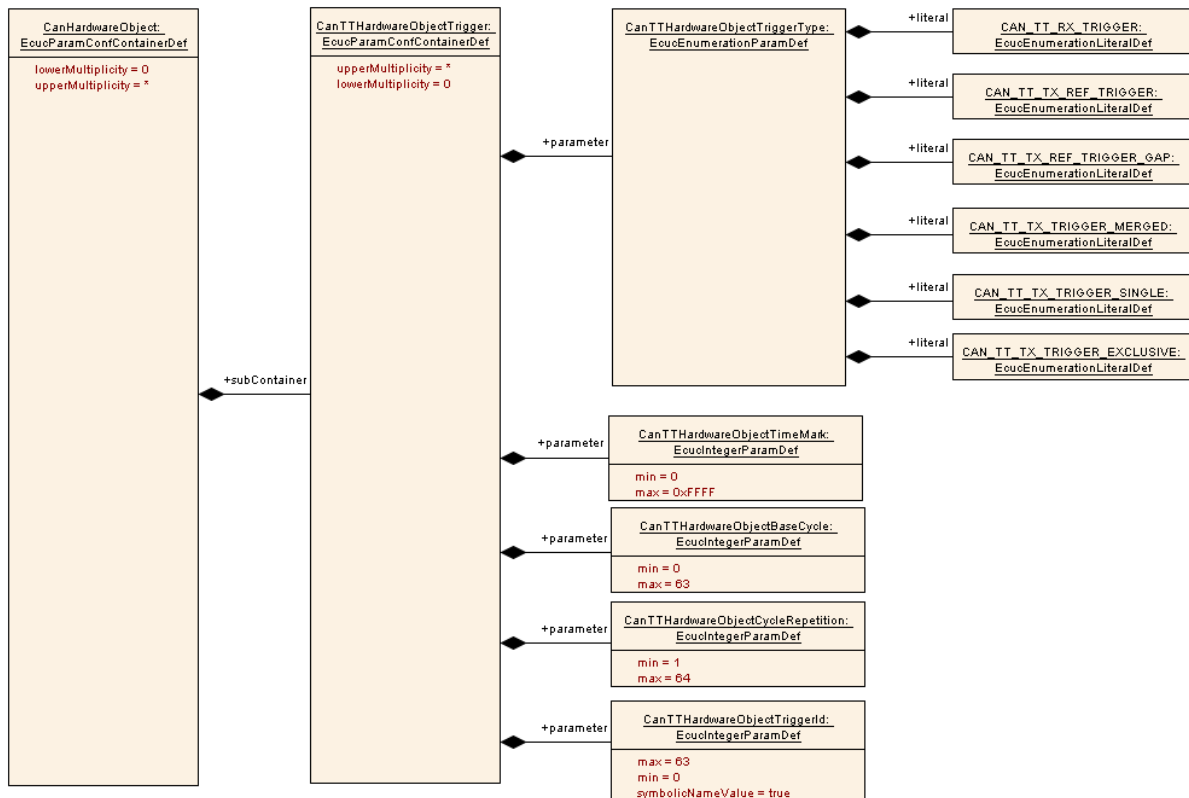 CanHardwareObject:
EcucParamConfContainerDef
lowerMultiplicity = 0
upperMultiplicity = *
+subContainer
CanTTHardwareObjectTrigger:
EcucParamConfContainerDef
upperMultiplicity = *
lowerMultiplicity = 0
+parameter
CanTTHardwareObjectTriggerType:
EcucEnumerationParamDef
+literal
CAN_TT_RX_TRIGGER:
EcucEnumerationLiteralDef
+literal
CAN_TT_TX_REF_TRIGGER:
EcucEnumerationLiteralDef
+literal
CAN_TT_TX_REF_TRIGGER_GAP:
EcucEnumerationLiteralDef
+literal
CAN_TT_TX_TRIGGER_MERGED:
EcucEnumerationLiteralDef
+literal
CAN_TT_TX_TRIGGER_SINGLE:
EcucEnumerationLiteralDef
+literal
CAN_TT_TX_TRIGGER_EXCLUSIVE:
EcucEnumerationLiteralDef
+parameter
CanTTHardwareObjectTimeMark:
EcucIntegerParamDef
min = 0
max = 0xFFFF
+parameter
CanTTHardwareObjectBaseCycle:
EcucIntegerParamDef
min = 0
max = 63
+parameter
CanTTHardwareObjectCycleRepetition:
EcucIntegerParamDef
min = 1
max = 64
+parameter
CanTTHardwareObjectTriggerId:
EcucIntegerParamDef
max = 63
min = 0
symbolicNameValue = true